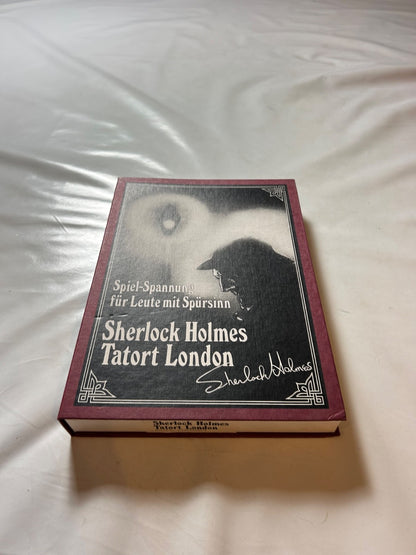 Spiel-Spannung
für Leute mit Spürsinn
Sherlock Holmes
Tatort London
Sherlock Holmes
Sherlock Holmes
Tatort London